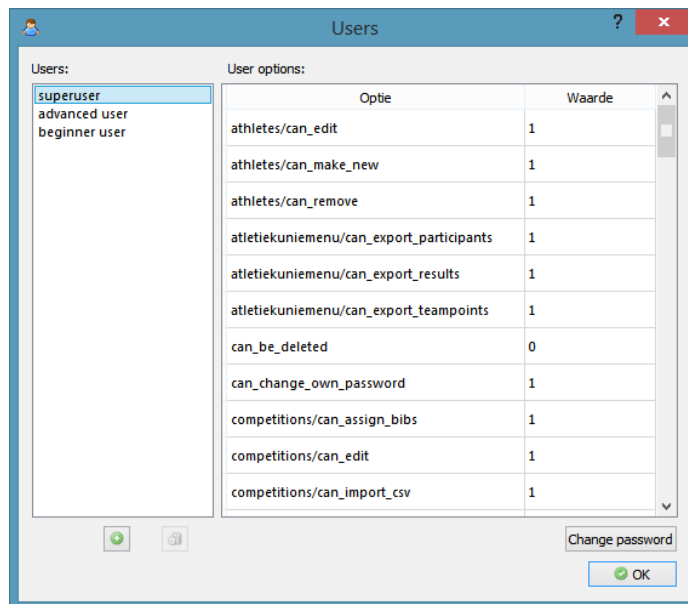 Users
?
x
Users:
User options:
superuser
advanced user
beginner user
Optie Waarde
athletes/can_edit 1
athletes/can_make_new 1
athletes/can_remove 1
atletiekuniemenu/can_export_participants 1
atletiekuniemenu/can_export_results 1
atletiekuniemenu/can_export_teampoints 1
can_be_deleted 0
can_change_own_password 1
competitions/can_assign_bibs 1
competitions/can_edit 1
competitions/can_import_csv 1
Change password
OK